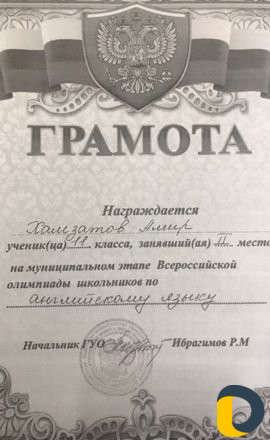 ГРАМОТА
Награждается
Хамзатов Амир
ученик(ца) 11 класса, занявший(ая) II место
на муниципальном этапе Всероссийской
олимпиады школьников по
английскому языку
Начальник ГУО Ибрагимов Р.М